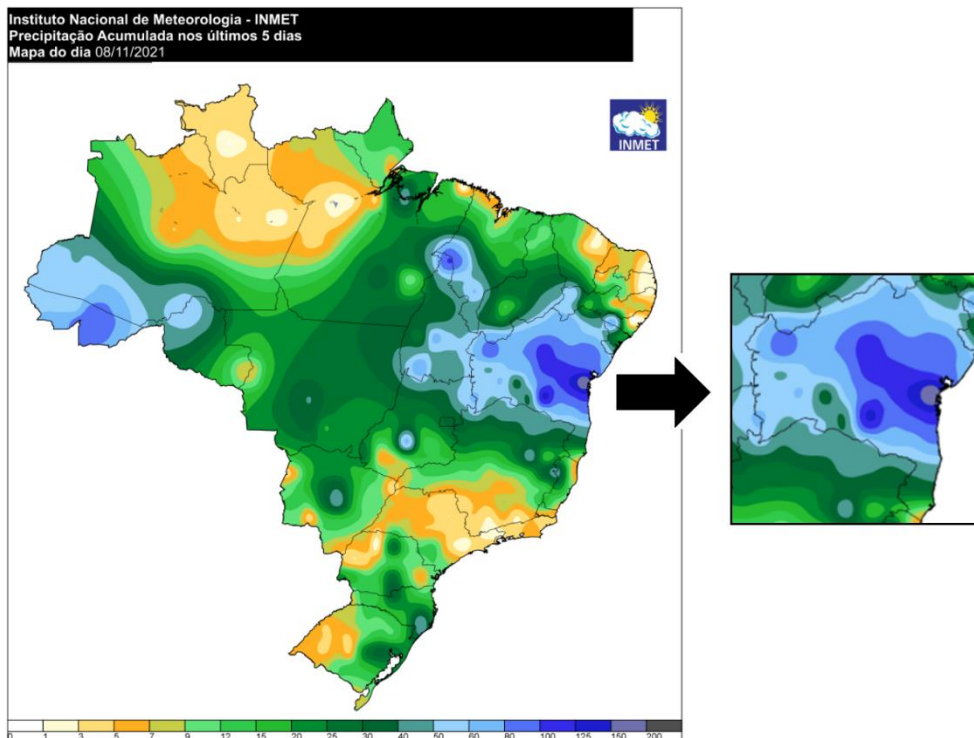 Instituto Nacional de Meteorologia - INMET
Precipitação Acumulada nos últimos 5 dias
Mapa do dia 08/11/2021
INMET
0 1 3 5 7 9 12 15 20 25 30 40 50 60 80 100 125 150 200